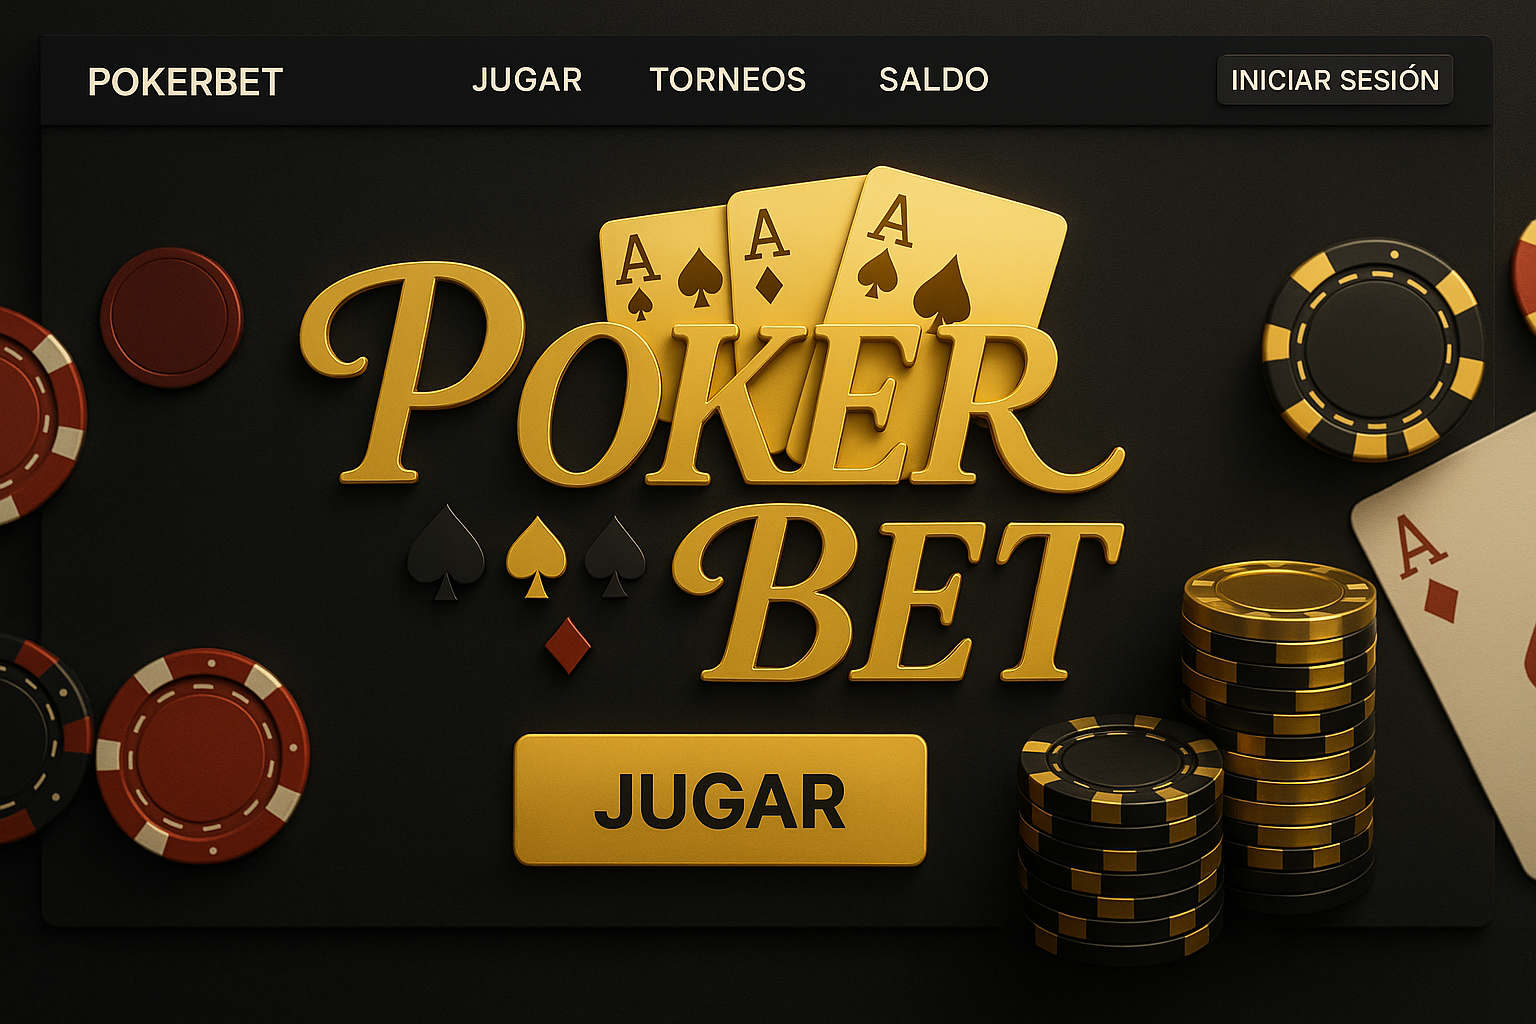 POKERBET
JUGAR TORNEOS SALDO
INICIAR SESIÓN
A A A
POKER
BET
A
JUGAR